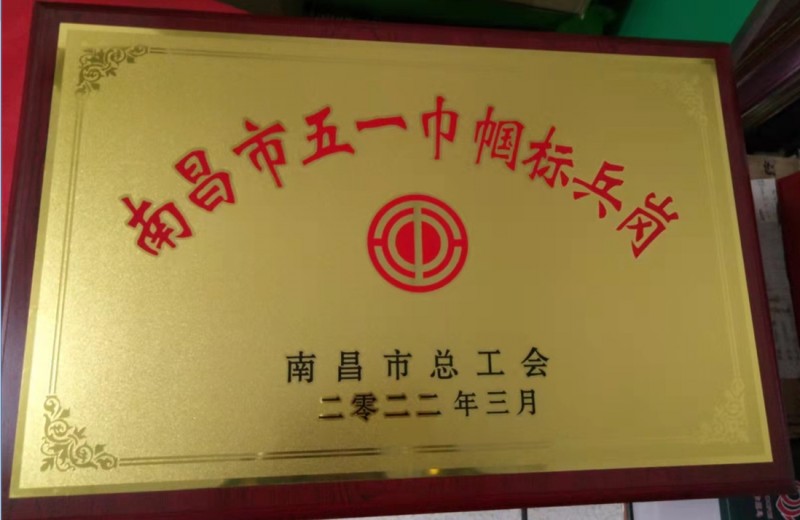 南昌市五一巾帼标兵岗
南昌市总工会
二零二二年三月